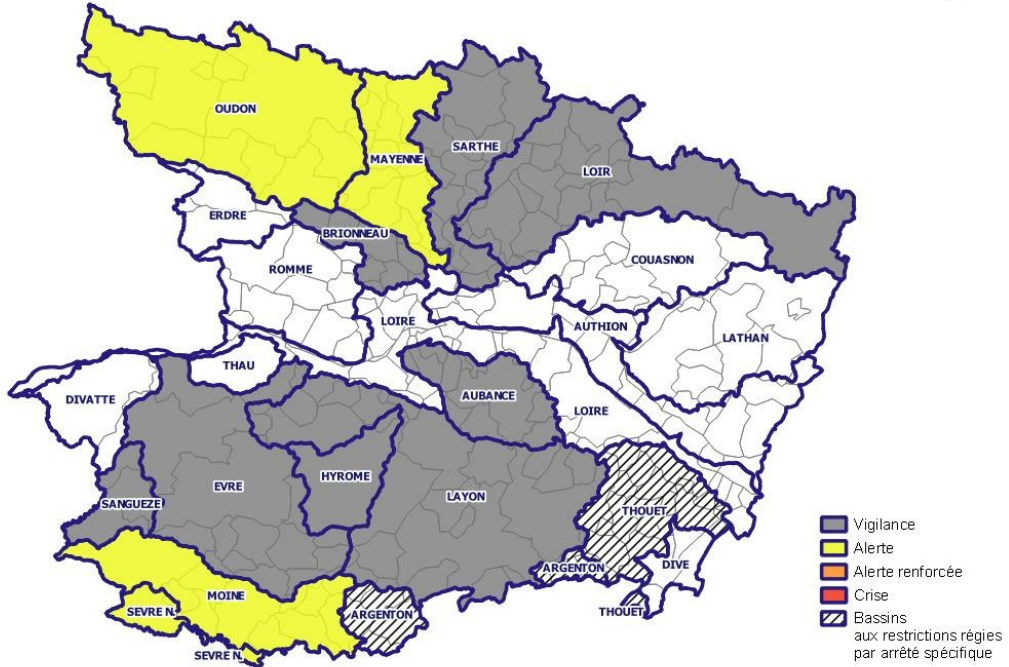 OUDON
MAYENNE
SARTHE
LOIR
ERDRE
BRIONNEAU
ROMME
COUASNON
LOIRE
AUTHION
LATHAN
THAU
DIVATTE
AUBANCE
LOIRE
HYROME
EVRE
LAYON
SANGUEZE
THOUET
ARGENTON
DIVE
MOINE
SEVRE N.
ARGENTON
THOUET
SEVRE N.
Vigilance
Alerte
Alerte renforcée
Crise
Bassins
aux restrictions régies
par arrêté spécifique